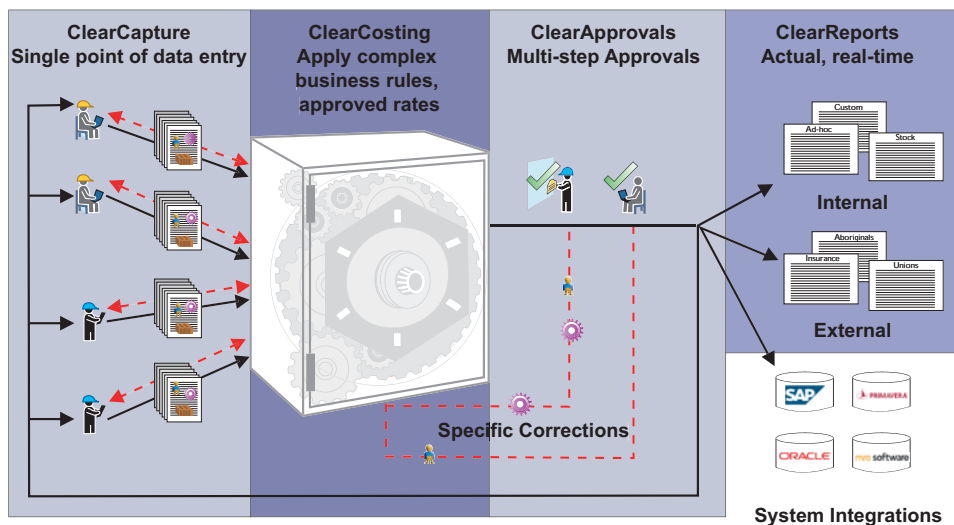 ClearCapture
Single point of data entry
ClearCosting
Apply complex
business rules,
approved rates
ClearApprovals
Multi-step Approvals
ClearReports
Actual, real-time
Custom
Ad-hoc
Stock
Internal
Aboriginals
Insurance
Unions
External
Specific Corrections
SAP
PRIMAVERA
ORACLE
mro software
System Integrations